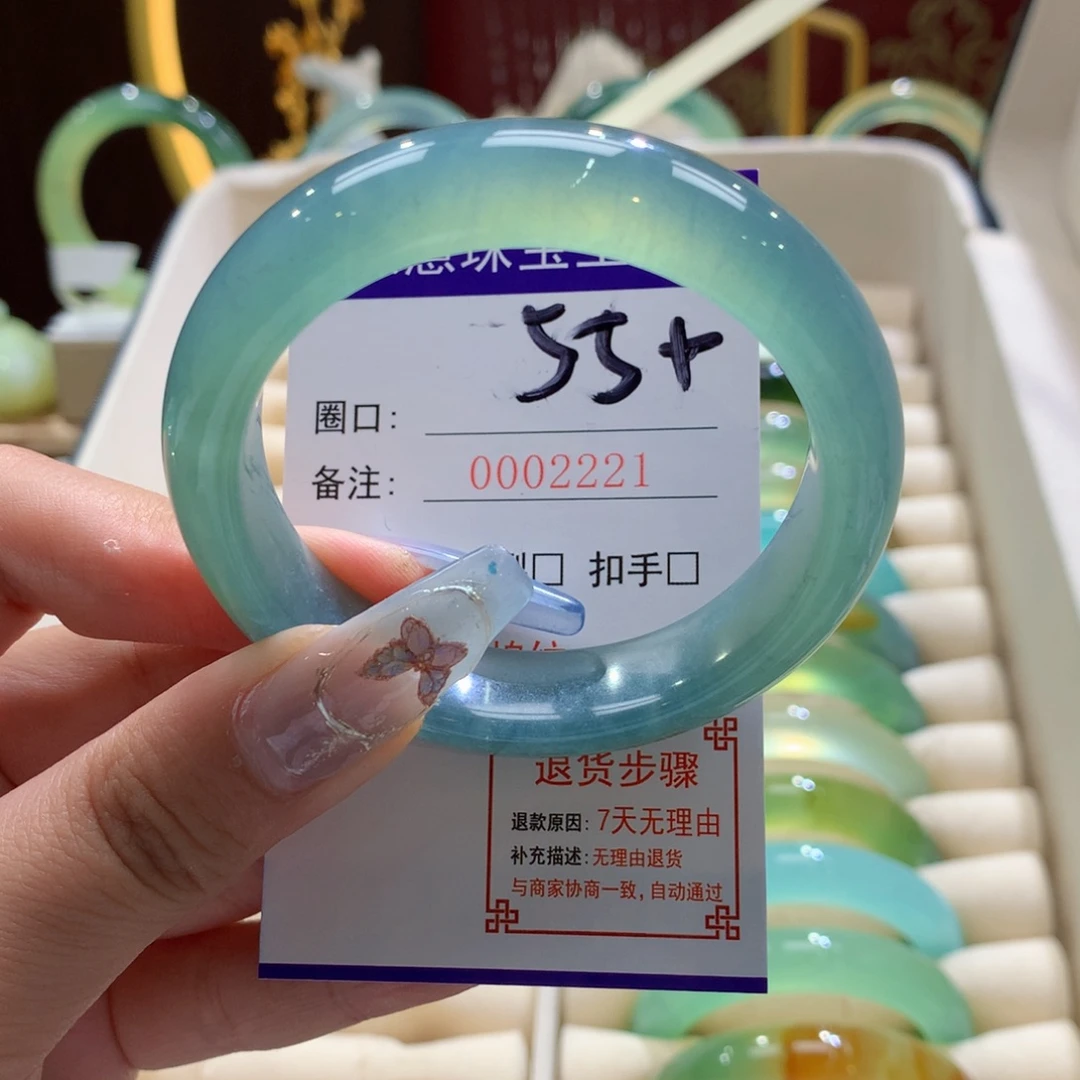 珠宝
55+
圈口:
备注: 0002221
扣手□
退货步骤
退款原因: 7天无理由
补充描述: 无理由退货
与商家协商一致, 自动通过